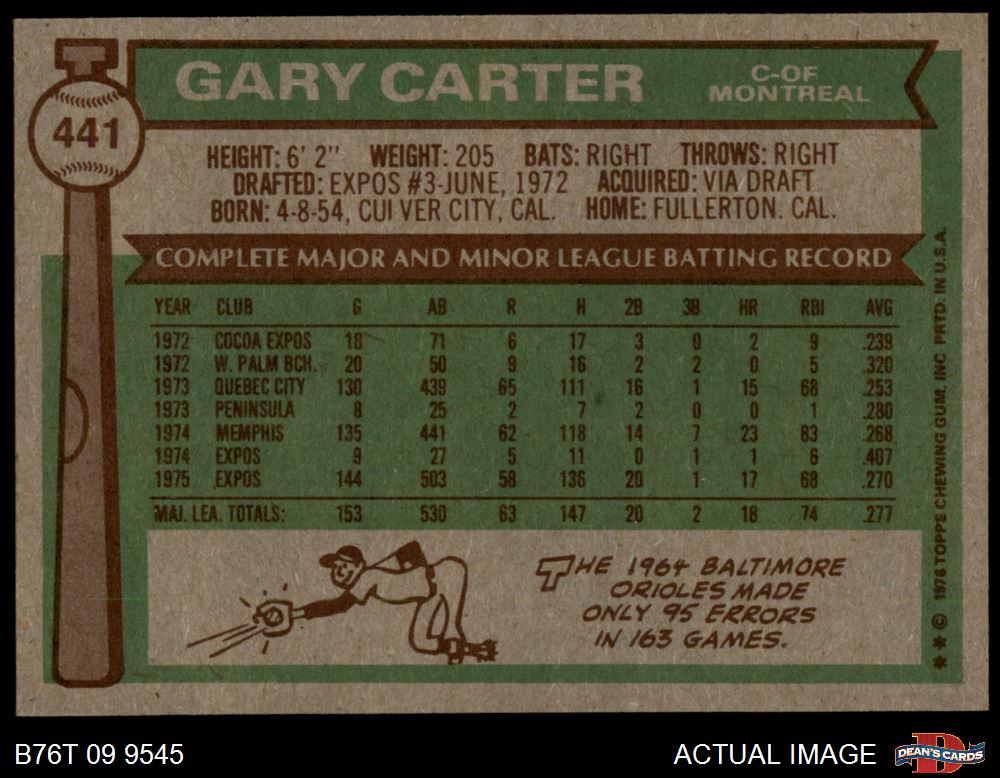 441
GARY CARTER
C-OF
MONTREAL
HEIGHT: 6' 2" WEIGHT: 205 BATS: RIGHT THROWS: RIGHT
DRAFTED: EXPOS #3-JUNE, 1972 ACQUIRED: VIA DRAFT
BORN: 4-8-54, CUIVER CITY, CAL. HOME: FULLERTON. CAL.
COMPLETE MAJOR AND MINOR LEAGUE BATTING RECORD
YEAR CLUB G AB R H 2B 3B HR RBI AVG
1972 COCOA EXPOS 18 71 6 17 3 0 2 9 .239
1972 W. PALM BCH. 20 50 9 16 2 2 0 5 .320
1973 QUEBEC CITY 130 439 65 111 16 1 15 68 .253
1973 PENINSULA 8 25 2 7 2 0 0 1 .280
1974 MEMPHIS 135 441 62 118 14 7 23 83 .268
1974 EXPOS 9 27 5 11 0 1 1 6 .407
1975 EXPOS 144 503 58 136 20 1 17 68 .270
MAJ. LEA. TOTALS: 153 530 63 147 20 2 18 74 .277
THE 1964 BALTIMORE
ORIOLES MADE
ONLY 95 ERRORS
IN 163 GAMES.
** © 1976 TOPPS CHEWING GUM, INC PRTD. IN U.S.A.
B76T 09 9545
ACTUAL IMAGE
DEAN'S CARDS